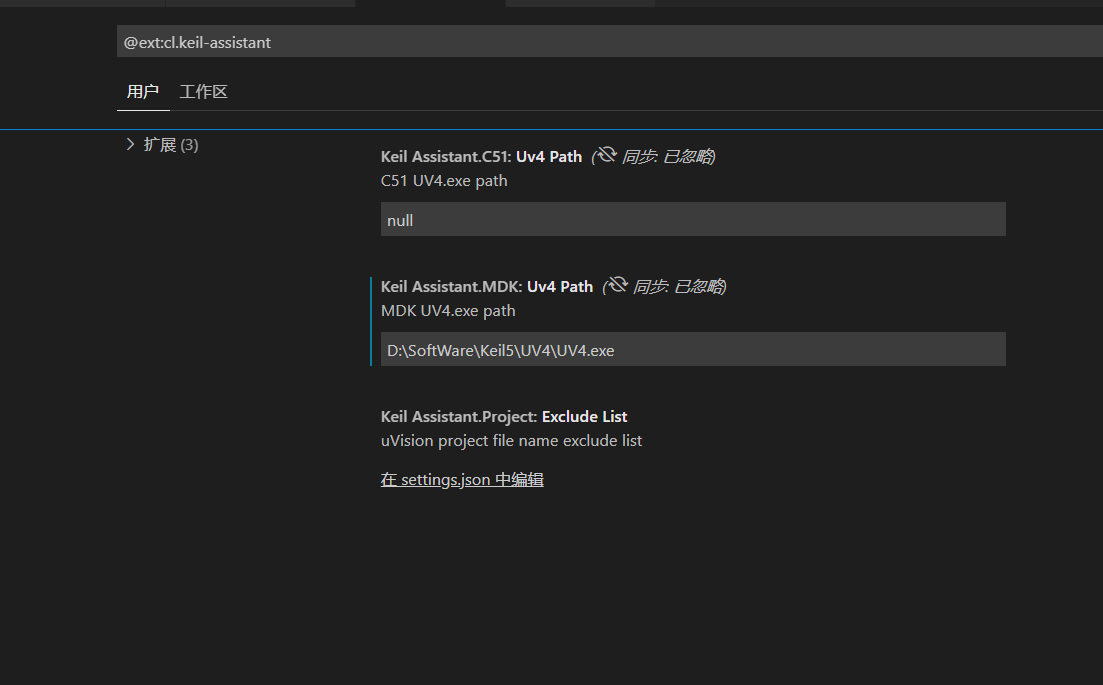 @ext:cl.keil-assistant
用户 工作区
扩展 (3)
Keil Assistant.C51: Uv4 Path (同步: 已忽略)
C51 UV4.exe path
null
Keil Assistant.MDK: Uv4 Path (同步: 已忽略)
MDK UV4.exe path
D:\SoftWare\Keil5\UV4\UV4.exe
Keil Assistant.Project: Exclude List
uVision project file name exclude list
在 settings.json 中编辑